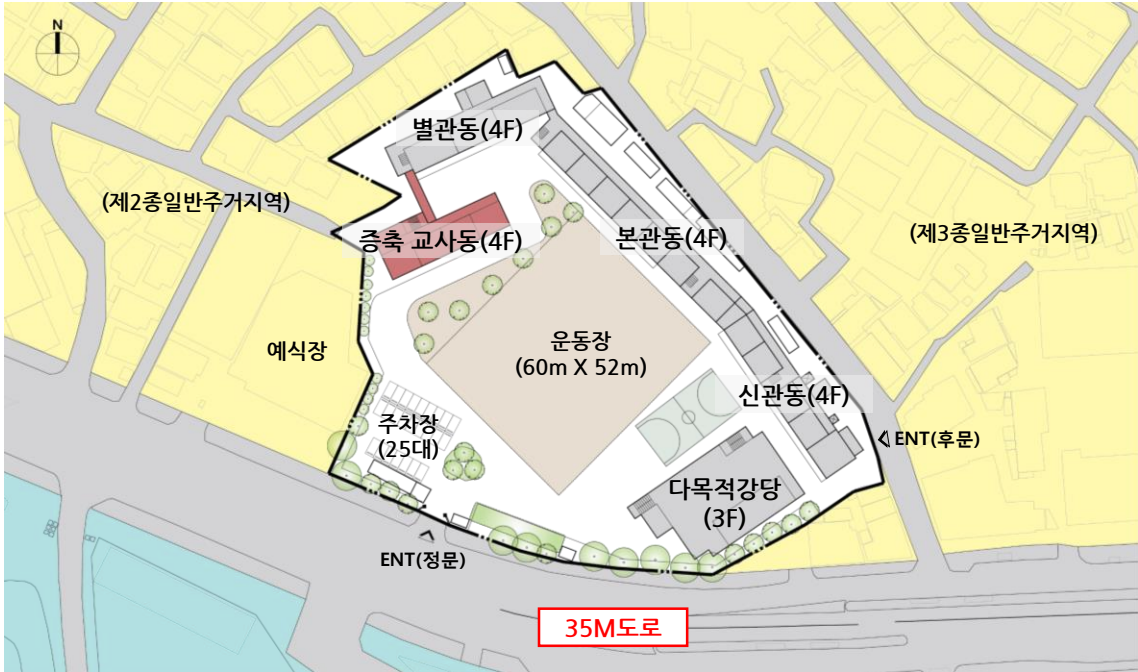 N
별관동(4F)
(제2종일반주거지역)
증축 교사동(4F)
본관동(4F)
(제3종일반주거지역)
예식장
운동장
(60m X 52m)
신관동(4F)
주차장
(25대)
ENT(후문)
다목적강당
(3F)
ENT(정문)
35M도로